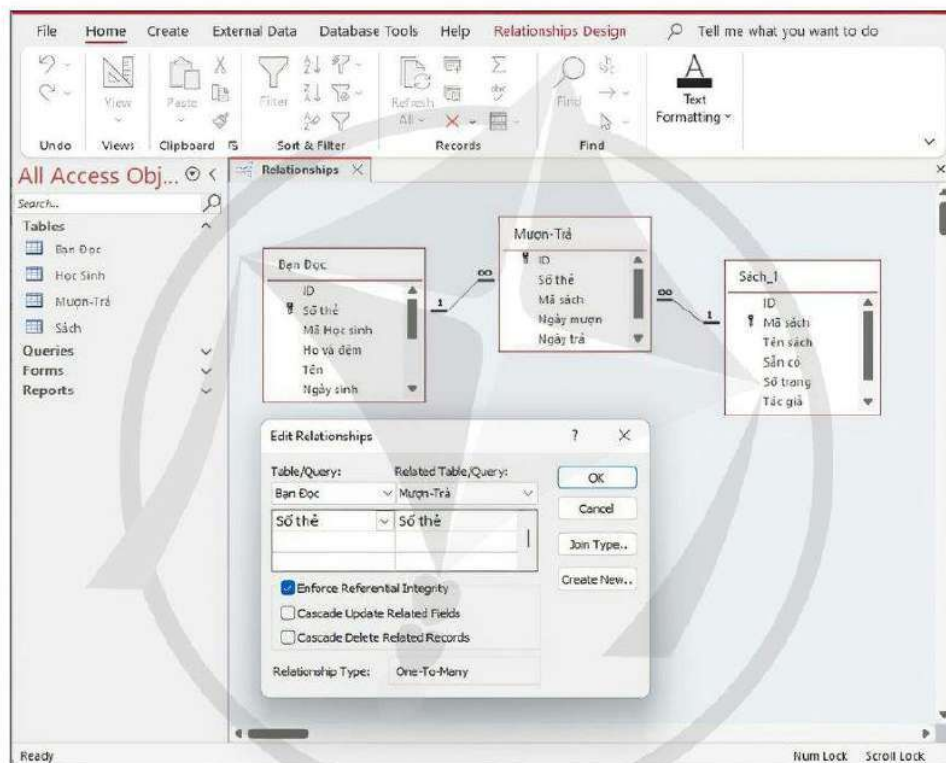 File Home Create External Data Database Tools Help Relationships Design Tell me what you want to do
View Paste Filter Refresh All Find Text Formatting
Undo Views Clipboard Sort & Filter Records Find
All Access Obj...
Relationships
Search...
Tables
Bạn Đọc
Học Sinh
Mượn-Trả
Sách
Queries
Forms
Reports
Bạn Đọc
ID
Số thẻ
Mã Học sinh
Họ và đệm
Tên
Ngày sinh
1
∞
Mượn-Trả
ID
Số thẻ
Mã sách
Ngày mượn
Ngày trả
∞
1
Sách_1
ID
Mã sách
Tên sách
Sẵn có
Số trang
Tác giả
Edit Relationships ?
Table/Query: Related Table/Query:
Bạn Đọc Mượn-Trả
Số thẻ Số thẻ
OK
Cancel
Join Type..
Create New..
Enforce Referential Integrity
Cascade Update Related Fields
Cascade Delete Related Records
Relationship Type: One-To-Many
Ready Num Lock Scroll Lock